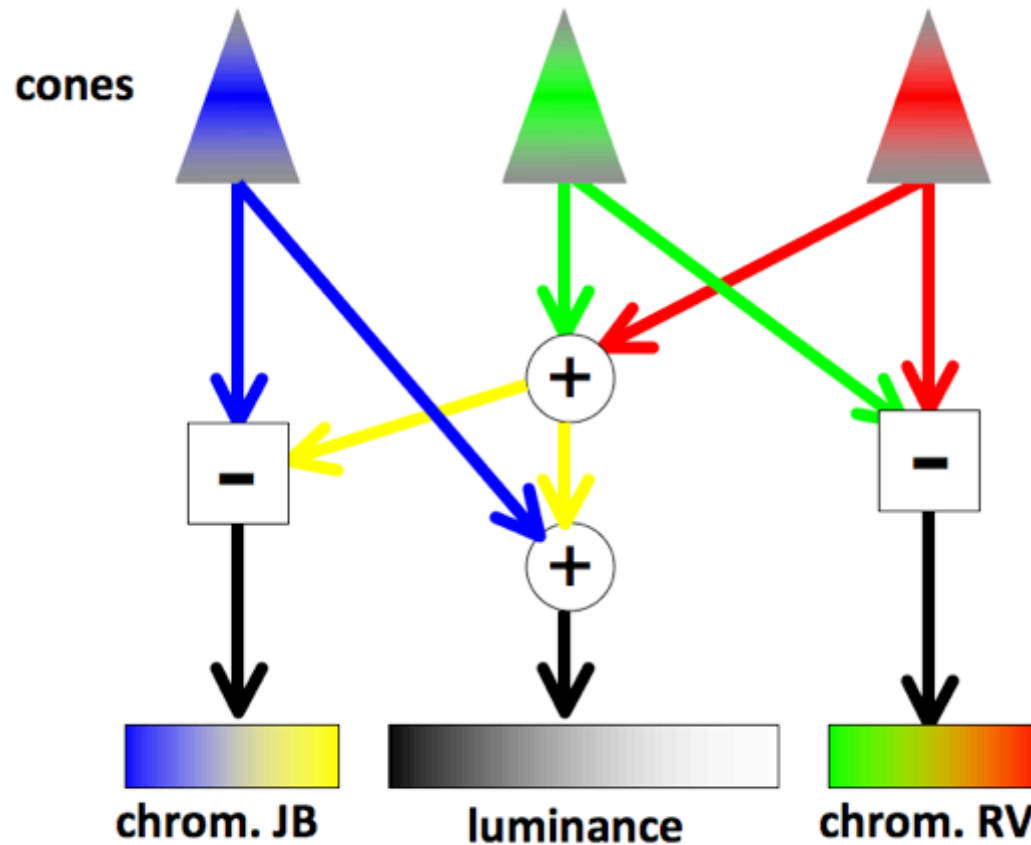 cones
+
-
-
+
chrom. JB
luminance
chrom. RV